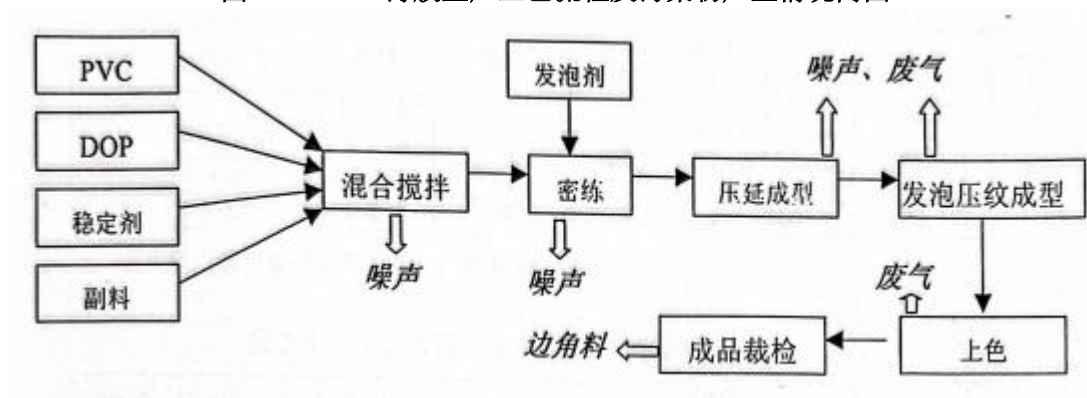 PVC
DOP
稳定剂
副料
混合搅拌
噪声
发泡剂
密练
噪声
压延成型
噪声、废气
发泡压纹成型
废气
上色
成品裁检
边角料